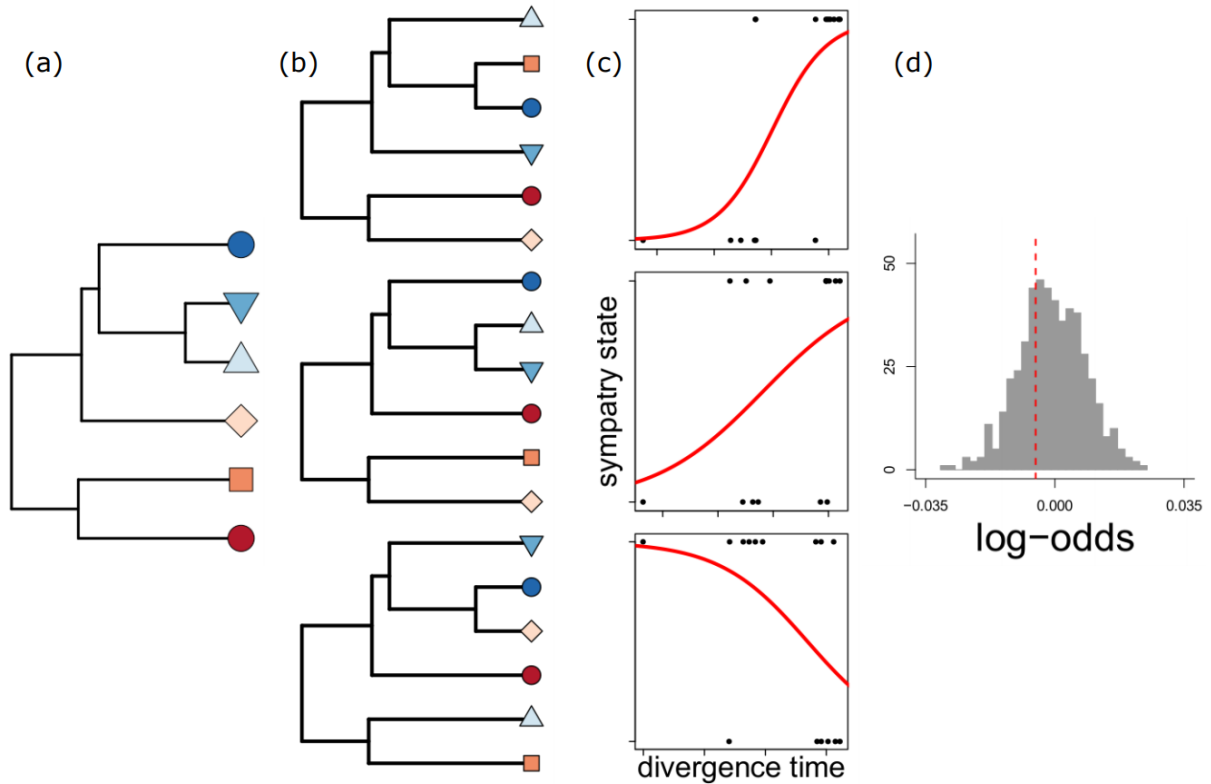 (a)
(b)
(c)
(d)
sympatry state
divergence time
50
25
0
−0.035
0.000
0.035
log−odds